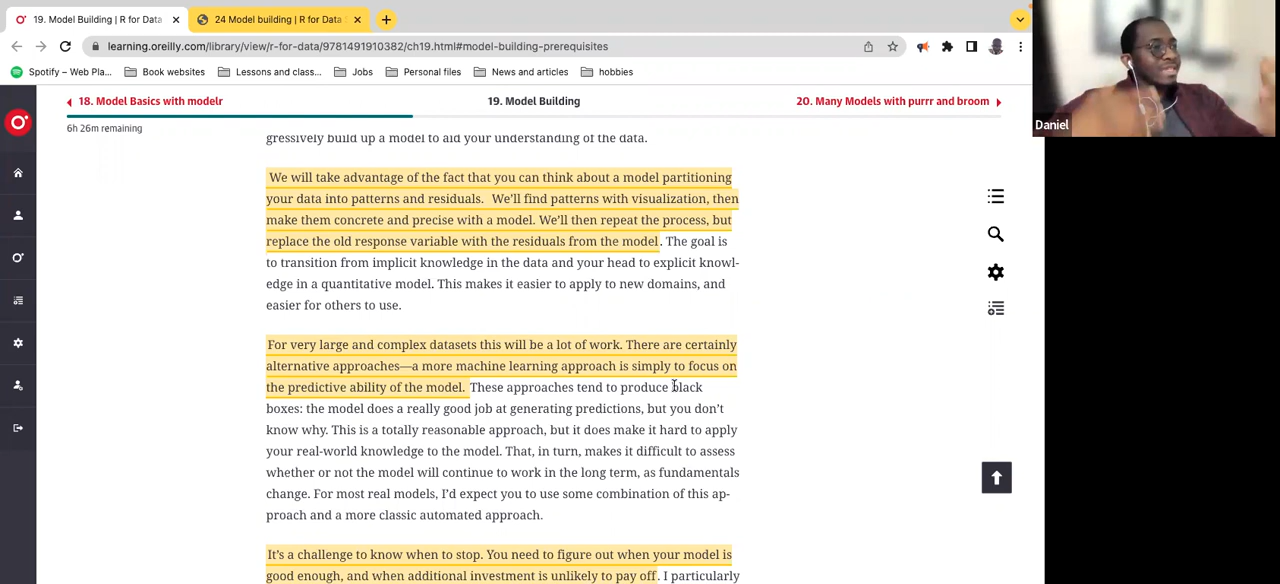 19. Model Building | R for Data
24 Model building | R for Data
learning.oreilly.com/library/view/r-for-data/9781491910382/ch19.html#model-building-prerequisites
Spotify – Web Pla...
Book websites
Lessons and class...
Jobs
Personal files
News and articles
hobbies
18. Model Basics with modelr
19. Model Building
20. Many Models with purrr and broom
6h 26m remaining
Daniel
gressively build up a model to aid your understanding of the data.
We will take advantage of the fact that you can think about a model partitioning
your data into patterns and residuals. We’ll find patterns with visualization, then
make them concrete and precise with a model. We’ll then repeat the process, but
replace the old response variable with the residuals from the model. The goal is
to transition from implicit knowledge in the data and your head to explicit knowl-
edge in a quantitative model. This makes it easier to apply to new domains, and
easier for others to use.
For very large and complex datasets this will be a lot of work. There are certainly
alternative approaches—a more machine learning approach is simply to focus on
the predictive ability of the model. These approaches tend to produce black
boxes: the model does a really good job at generating predictions, but you don’t
know why. This is a totally reasonable approach, but it does make it hard to apply
your real-world knowledge to the model. That, in turn, makes it difficult to assess
whether or not the model will continue to work in the long term, as fundamentals
change. For most real models, I’d expect you to use some combination of this ap-
proach and a more classic automated approach.
It’s a challenge to know when to stop. You need to figure out when your model is
good enough, and when additional investment is unlikely to pay off. I particularly